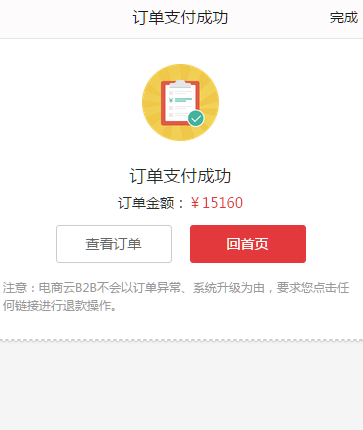 订单支付成功 完成
订单支付成功
订单金额：￥15160
查看订单 回首页
注意：电商云B2B不会以订单异常、系统升级为由，要求您点击任
何链接进行退款操作。